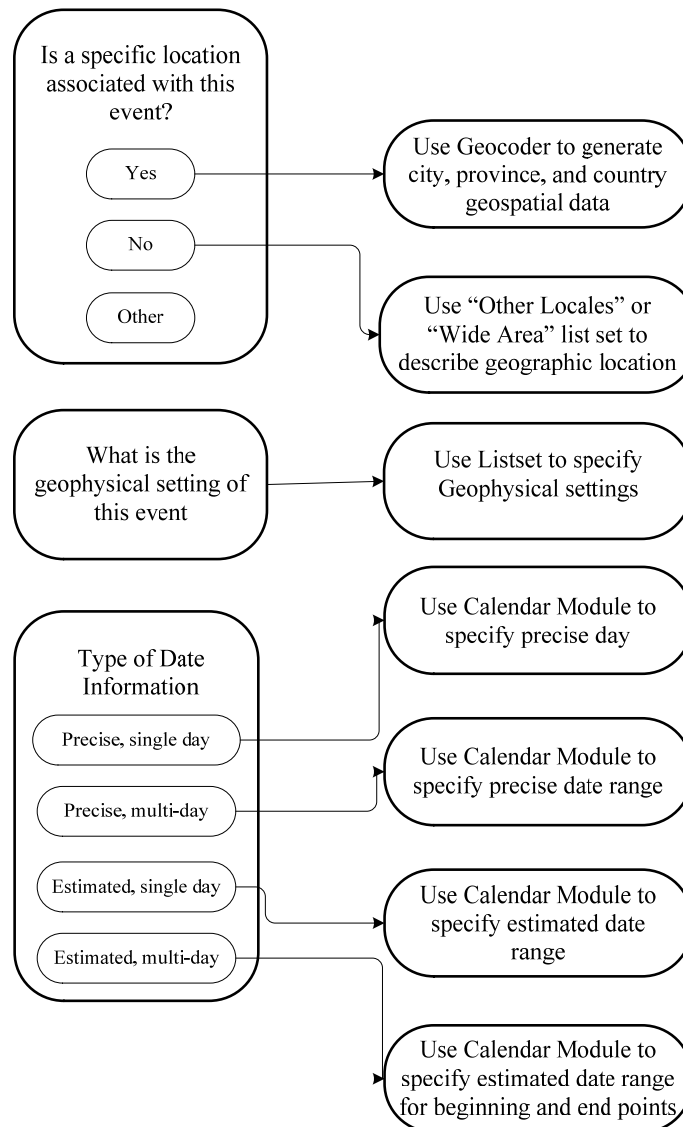 Is a specific location
associated with this
event?
Yes
No
Other
Use Geocoder to generate
city, province, and country
geospatial data
Use “Other Locales” or
“Wide Area” list set to
describe geographic location
What is the
geophysical setting of
this event
Use Listset to specify
Geophysical settings
Type of Date
Information
Precise, single day
Precise, multi-day
Estimated, single day
Estimated, multi-day
Use Calendar Module to
specify precise day
Use Calendar Module to
specify precise date range
Use Calendar Module to
specify estimated date
range
Use Calendar Module to
specify estimated date range
for beginning and end points